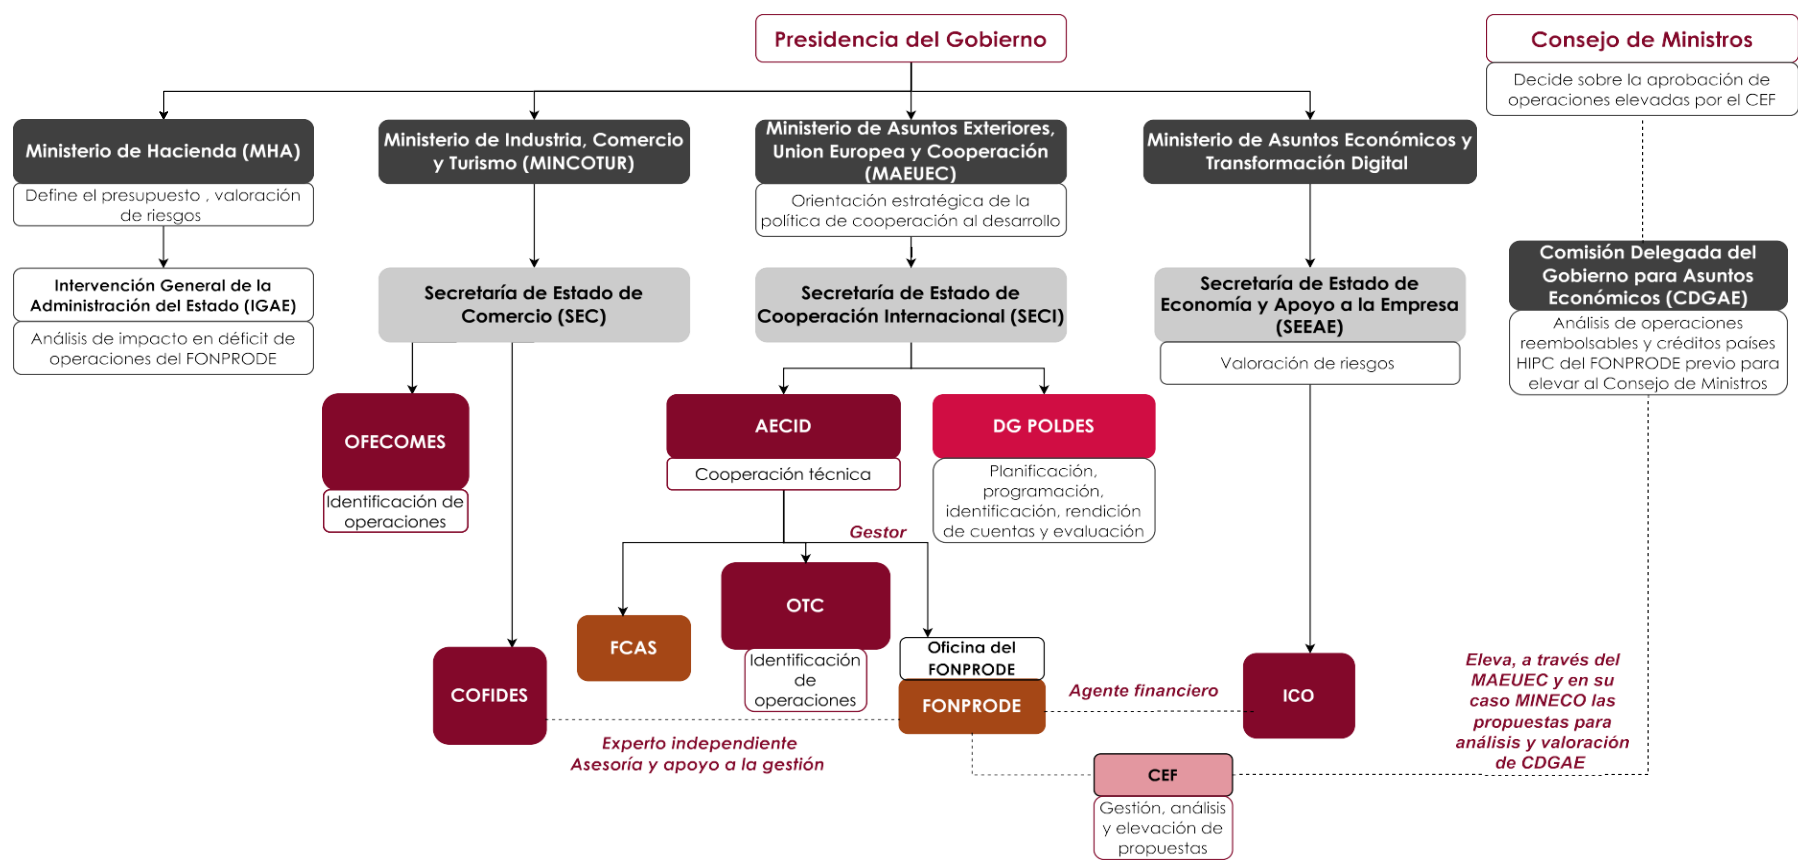 Presidencia del Gobierno
Consejo de Ministros
Decide sobre la aprobación de
operaciones elevadas por el CEF
Ministerio de Hacienda (MHA)
Define el presupuesto , valoración
de riesgos
Ministerio de Industria, Comercio
y Turismo (MINCOTUR)
Ministerio de Asuntos Exteriores,
Union Europea y Cooperación
(MAEUEC)
Orientación estratégica de la
política de cooperación al desarrollo
Ministerio de Asuntos Económicos y
Transformación Digital
Intervención General de la
Administración del Estado (IGAE)
Análisis de impacto en déficit de
operaciones del FONPRODE
Secretaría de Estado de
Comercio (SEC)
Secretaría de Estado de
Cooperación Internacional (SECI)
Secretaría de Estado de
Economía y Apoyo a la Empresa
(SEEAE)
Valoración de riesgos
Comisión Delegada del
Gobierno para Asuntos
Económicos (CDGAE)
Análisis de operaciones
reembolsables y créditos países
HIPC del FONPRODE previo para
elevar al Consejo de Ministros
OFECOMES
Identificación de
operaciones
AECID
Cooperación técnica
DG POLDES
Planificación,
programación,
identificación, rendición
de cuentas y evaluación
Gestor
FCAS
OTC
Identificación
de
operaciones
Oficina del
FONPRODE
FONPRODE
COFIDES
Experto independiente
Asesoría y apoyo a la gestión
Agente financiero
ICO
Eleva, a través del
MAEUEC y en su
caso MINECO las
propuestas para
análisis y valoración
de CDGAE
CEF
Gestión, análisis
y elevación de
propuestas